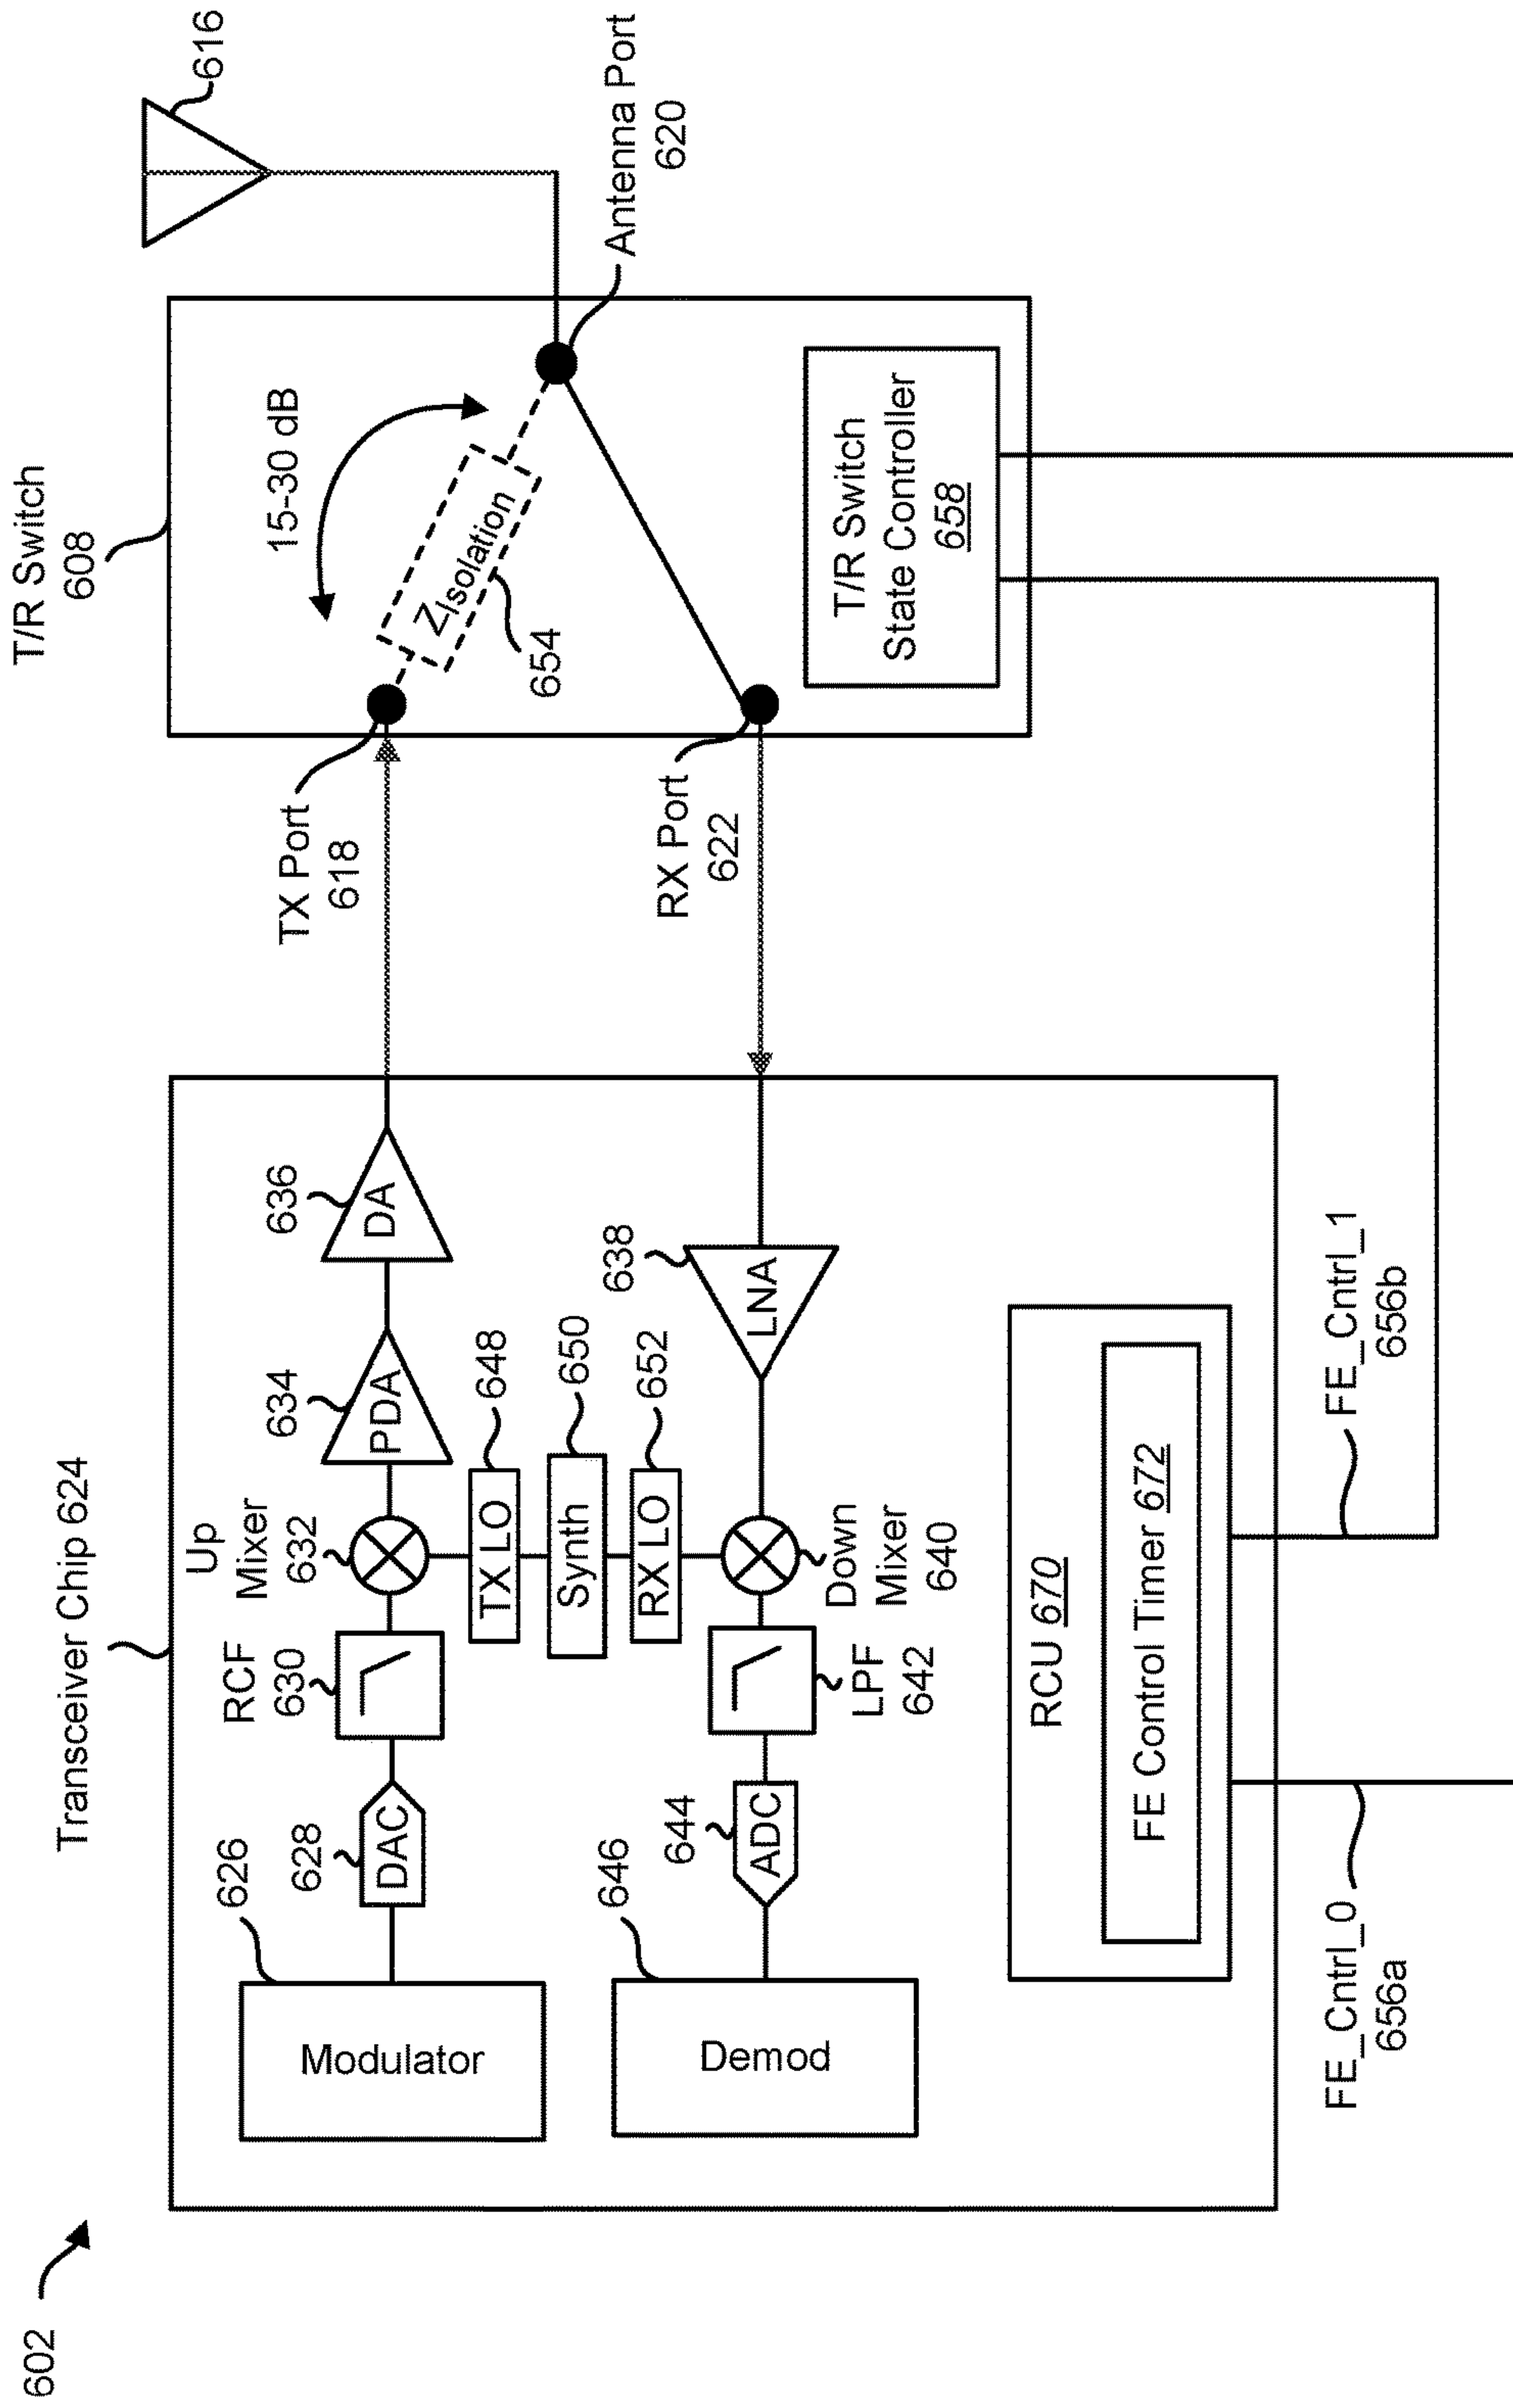 602
Transceiver Chip 624
T/R Switch
608
616
626
Modulator
628
DAC
RCF
630
Up
Mixer
632
634
PDA
636
DA
TX Port
618
15-30 dB
Z Isolation
654
Antenna Port
620
TX LO
648
Synth
650
RX LO
652
646
Demod
644
ADC
LPF
642
Down
Mixer
640
638
LNA
RX Port
622
RCU 670
FE Control Timer 672
T/R Switch
State Controller
658
FE_Cntrl_0
656a
FE_Cntrl_1
656b